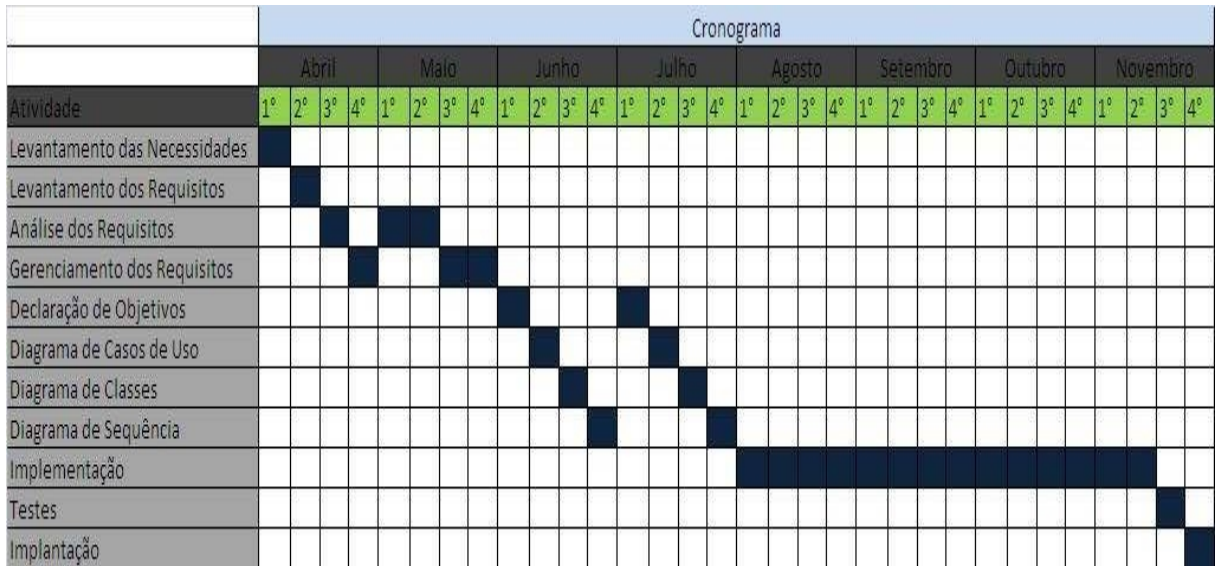 Cronograma
Abril Maio Junho Julho Agosto Setembro Outubro Novembro
Atividade 1° 2° 3° 4° 1° 2° 3° 4° 1° 2° 3° 4° 1° 2° 3° 4° 1° 2° 3° 4° 1° 2° 3° 4° 1° 2° 3° 4° 1° 2° 3° 4°
Levantamento das Necessidades
Levantamento dos Requisitos
Análise dos Requisitos
Gerenciamento dos Requisitos
Declaração de Objetivos
Diagrama de Casos de Uso
Diagrama de Classes
Diagrama de Sequência
Implementação
Testes
Implantação